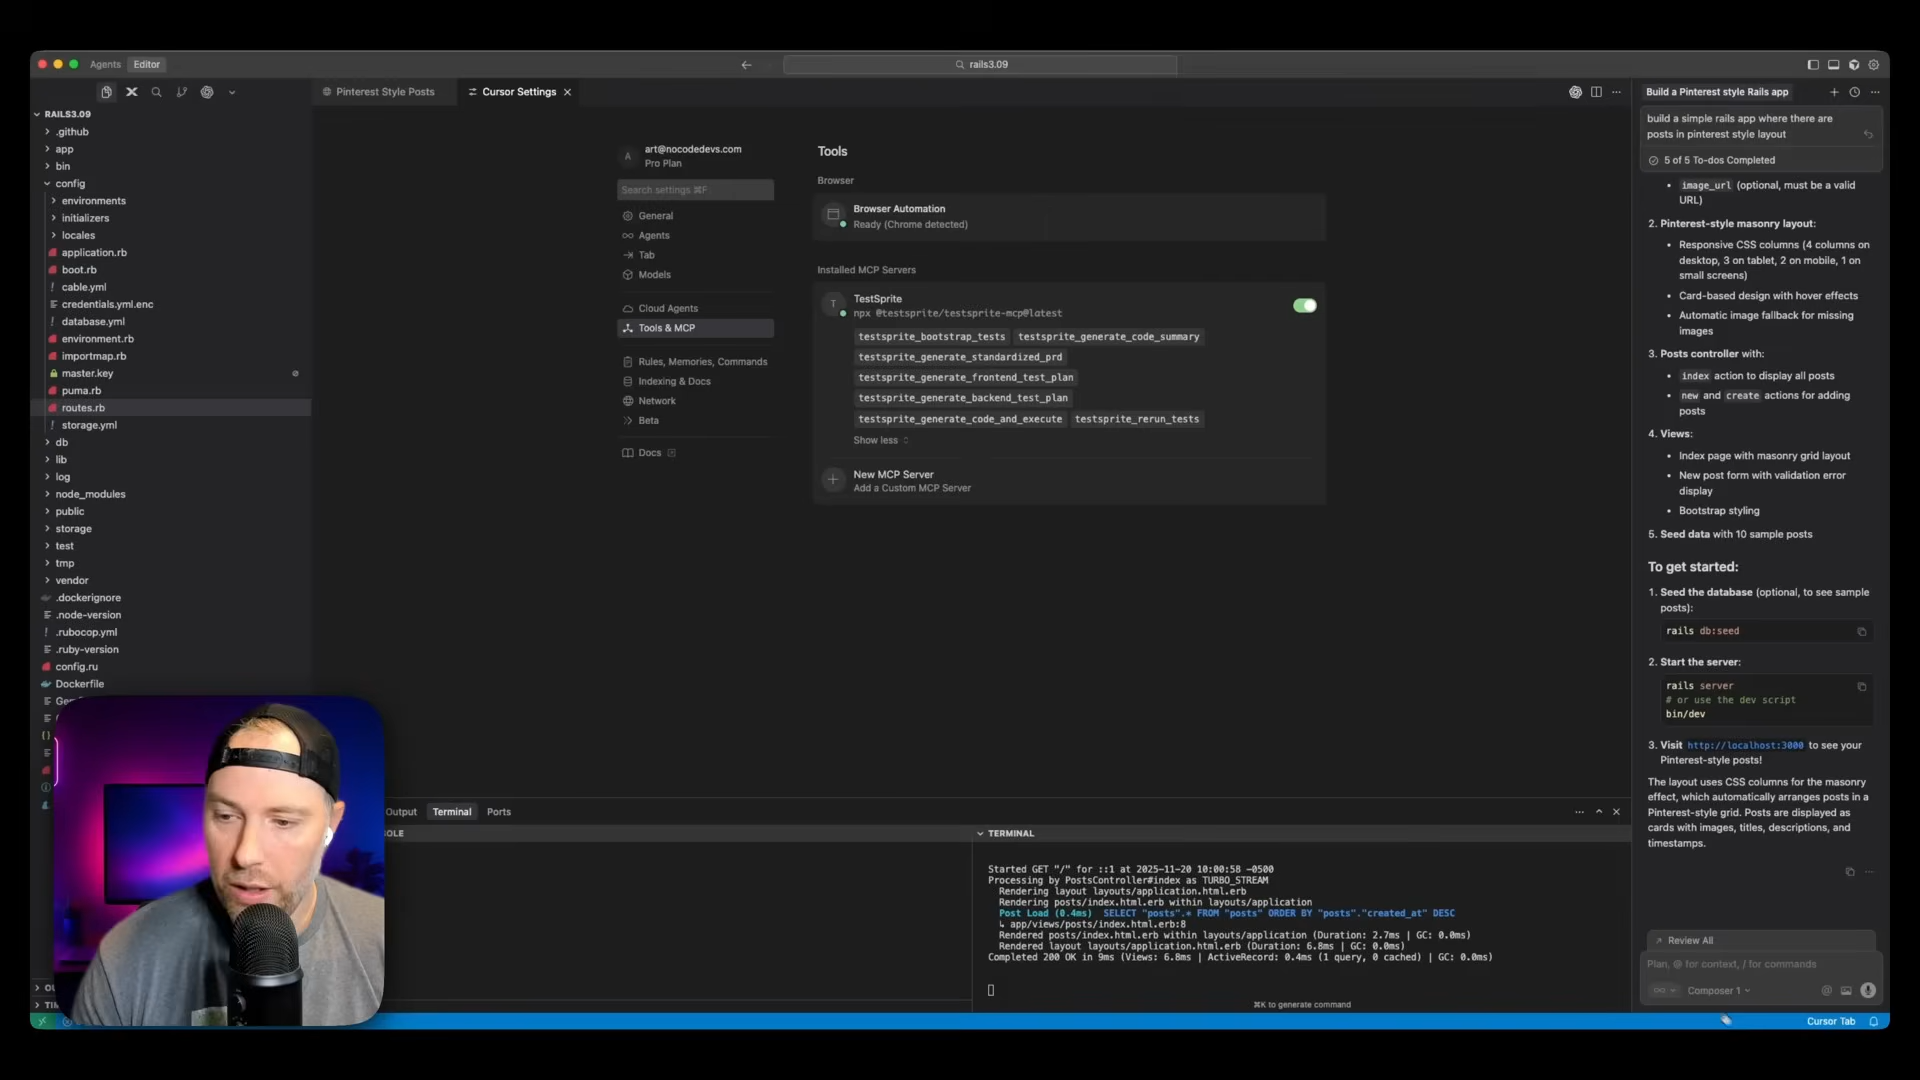 Agents Editor
rails3.09
Pinterest Style Posts
Cursor Settings
Build a Pinterest style Rails app
RAILS3.09
.github
app
bin
config
environments
initializers
locales
application.rb
boot.rb
cable.yml
credentials.yml.enc
database.yml
environment.rb
importmap.rb
master.key
puma.rb
routes.rb
storage.yml
db
lib
log
node_modules
public
storage
test
tmp
vendor
.dockerignore
.node-version
.rubocop.yml
.ruby-version
config.ru
Dockerfile
A
art@nocodedevs.com
Pro Plan
Search settings ⌘F
General
Agents
Tab
Models
Cloud Agents
Tools & MCP
Rules, Memories, Commands
Indexing & Docs
Network
Beta
Docs
Tools
Browser
Browser Automation
Ready (Chrome detected)
Installed MCP Servers
T
TestSprite
npx @testsprite/testsprite-mcp@latest
testsprite_bootstrap_tests testsprite_generate_code_summary
testsprite_generate_standardized_prd
testsprite_generate_frontend_test_plan
testsprite_generate_backend_test_plan
testsprite_generate_code_and_execute testsprite_rerun_tests
Show less
New MCP Server
Add a Custom MCP Server
Output Terminal Ports
TERMINAL
Started GET "/" for ::1 at 2025-11-20 10:00:58 -0500
Processing by PostsController#index as TURBO_STREAM
Rendering layout layouts/application.html.erb
Rendering posts/index.html.erb within layouts/application
Post Load (0.4ms) SELECT "posts".* FROM "posts" ORDER BY "posts"."created_at" DESC
↳ app/views/posts/index.html.erb:8
Rendered posts/index.html.erb within layouts/application (Duration: 2.7ms | GC: 0.0ms)
Rendered layout layouts/application.html.erb (Duration: 6.8ms | GC: 0.0ms)
Completed 200 OK in 9ms (Views: 6.8ms | ActiveRecord: 0.4ms (1 query, 0 cached) | GC: 0.0ms)
⌘K to generate command
build a simple rails app where there are
posts in pinterest style layout
5 of 5 To-dos Completed
• image_url (optional, must be a valid
URL)
2. Pinterest-style masonry layout:
• Responsive CSS columns (4 columns on
desktop, 3 on tablet, 2 on mobile, 1 on
small screens)
• Card-based design with hover effects
• Automatic image fallback for missing
images
3. Posts controller with:
• index action to display all posts
• new and create actions for adding
posts
4. Views:
• Index page with masonry grid layout
• New post form with validation error
display
• Bootstrap styling
5. Seed data with 10 sample posts
To get started:
1. Seed the database (optional, to see sample
posts):
rails db:seed
2. Start the server:
rails server
# or use the dev script
bin/dev
3. Visit http://localhost:3000 to see your
Pinterest-style posts!
The layout uses CSS columns for the masonry
effect, which automatically arranges posts in a
Pinterest-style grid. Posts are displayed as
cards with images, titles, descriptions, and
timestamps.
Review All
Plan, @ for context, / for commands
Composer 1
Cursor Tab